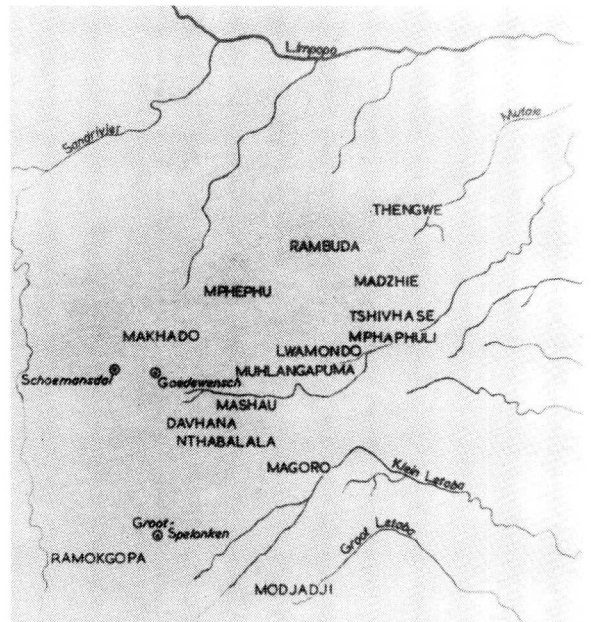 Limpopo
Sandrivier
Mutale
THENGWE
RAMBUDA
MADZHIE
MPHEPHU
TSHIVHASE
MAKHADO
MPHAPHULI
LWAMONDO
Schoemansdal
Goedewensch
MUHLANGAPUMA
MASHAU
DAVHANA
NTHABALALA
MAGORO
Klein Letaba
Groot-
Spelonken
Groot Letaba
RAMOKGOPA
MODJADJI